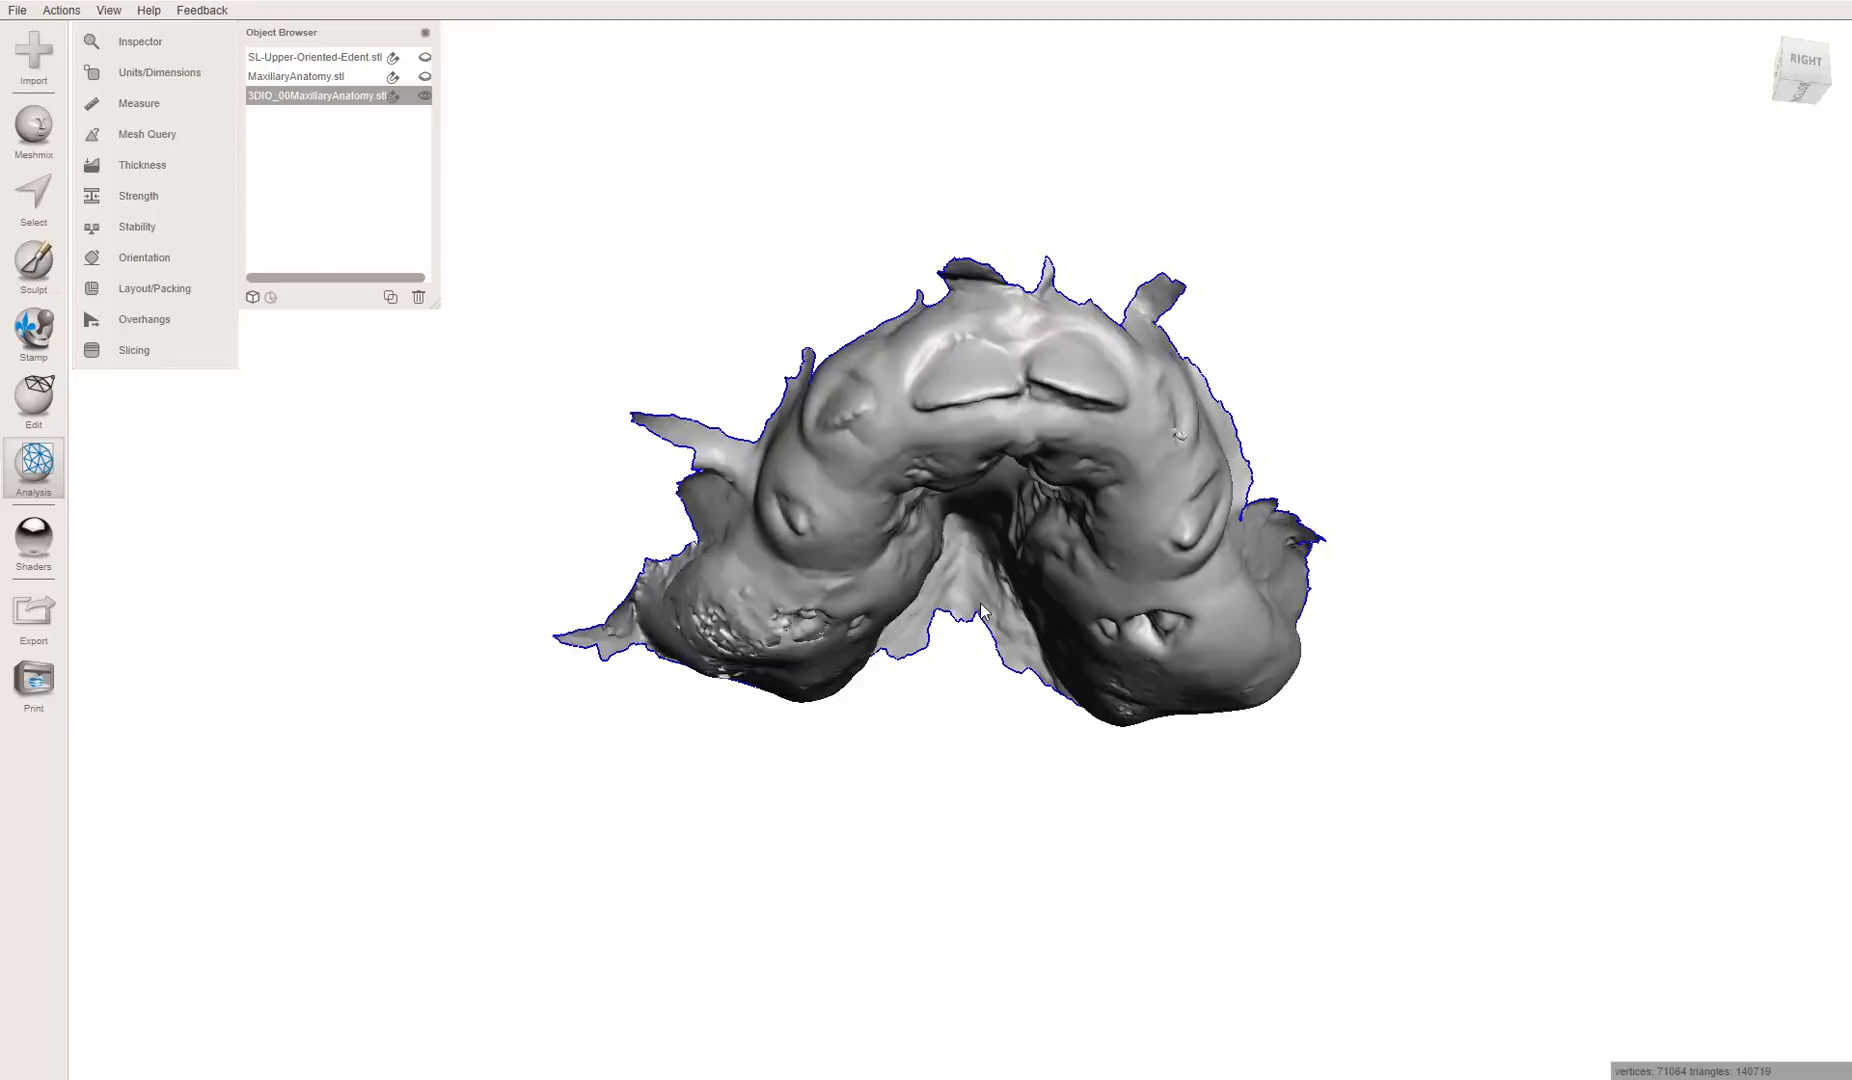 File Actions View Help Feedback
Import
Meshmix
Select
Sculpt
Stamp
Edit
Analysis
Shaders
Export
Print
Inspector
Units/Dimensions
Measure
Mesh Query
Thickness
Strength
Stability
Orientation
Layout/Packing
Overhangs
Slicing
Object Browser
SL-Upper-Oriented-Edent.stl
MaxillaryAnatomy.stl
3DIO_00MaxillaryAnatomy.stl
RIGHT
vertices: 71064 triangles: 140719